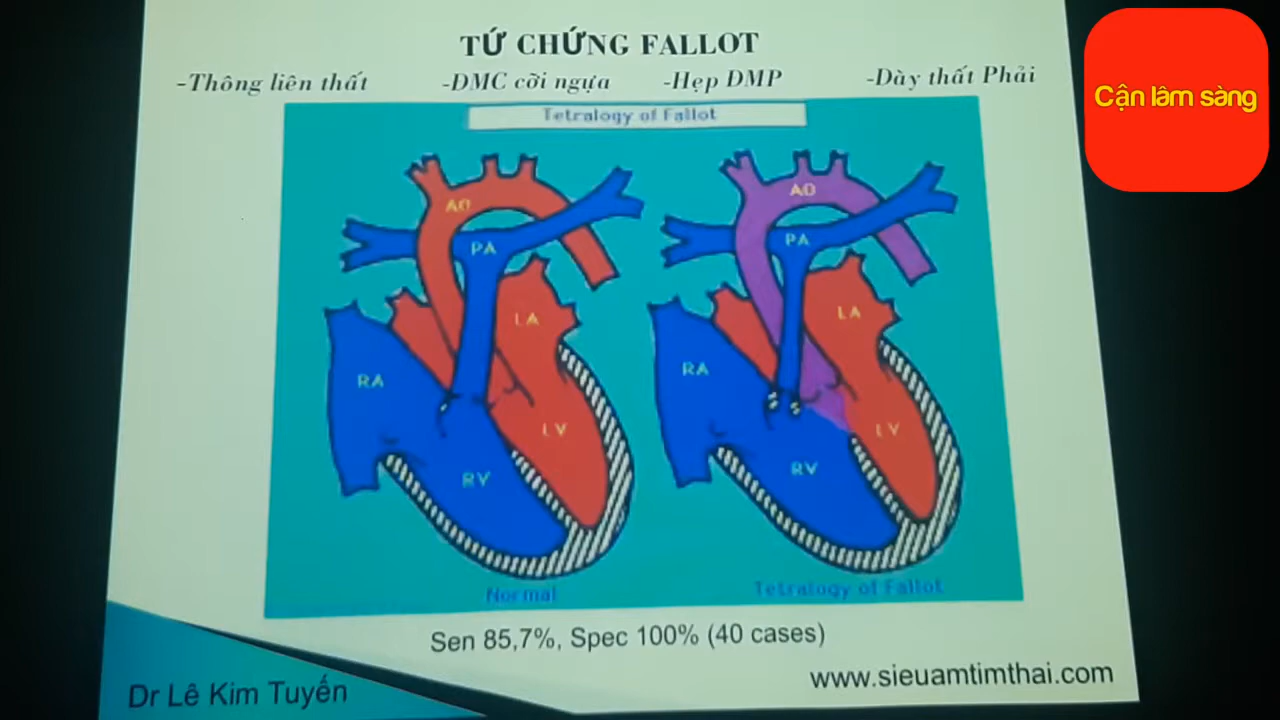 TỨ CHỨNG FALLOT
-Thông liên thất -ĐMC cỡi ngựa -Hẹp ĐMP -Dày thất Phải
Cận lâm sàng
Tetralogy of Fallot
AO
PA
LA
RA
LV
RV
Normal
AO
PA
LA
RA
LV
RV
Tetralogy of Fallot
Sen 85,7%, Spec 100% (40 cases)
www.sieuamtimthai.com
Dr Lê Kim Tuyến